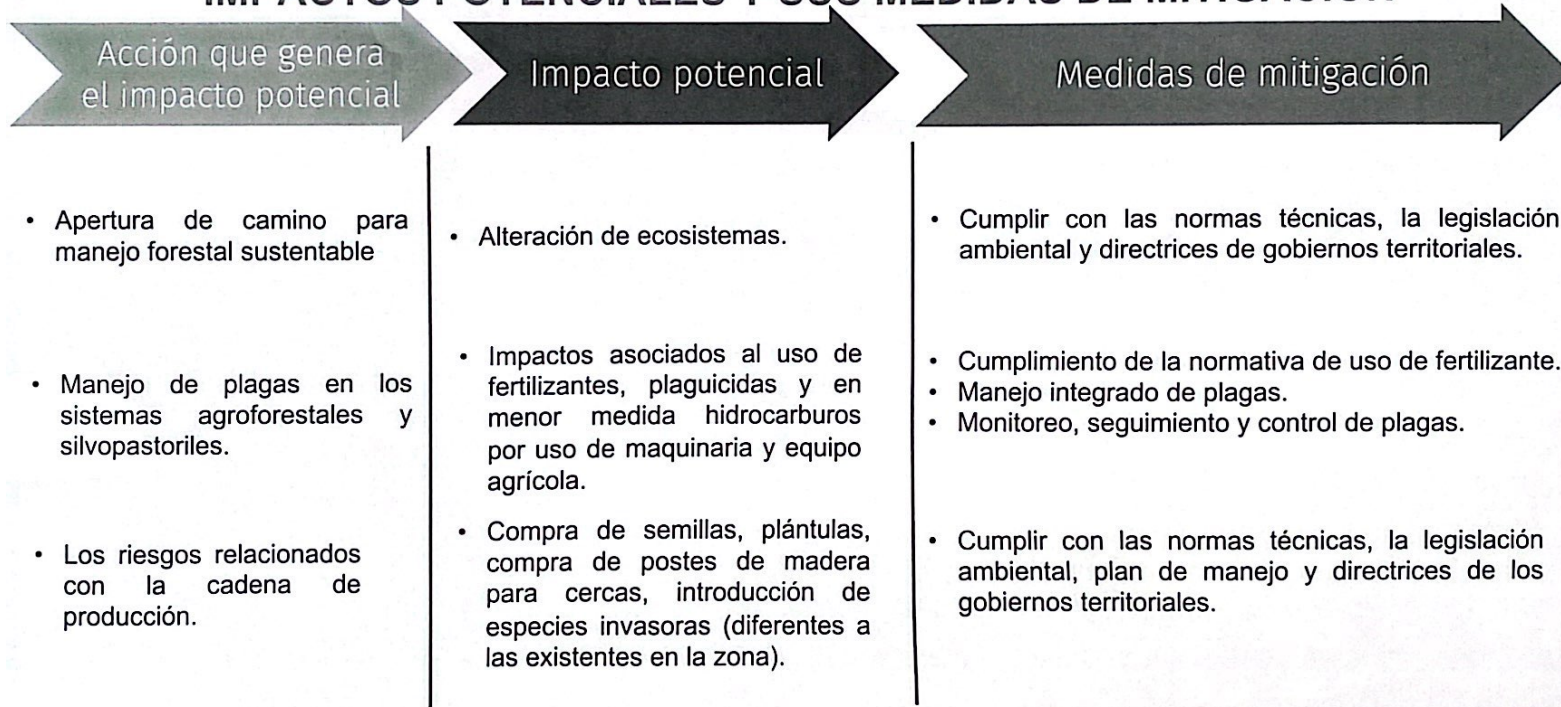 IMPACTOS POTENCIALES Y SUS MEDIDAS DE MITIGACIÓN
Acción que genera
el impacto potencial
Impacto potencial
Medidas de mitigación
• Apertura de camino para
manejo forestal sustentable
• Alteración de ecosistemas.
• Cumplir con las normas técnicas, la legislación
ambiental y directrices de gobiernos territoriales.
• Manejo de plagas en los
sistemas agroforestales y
silvopastoriles.
• Impactos asociados al uso de
fertilizantes, plaguicidas y en
menor medida hidrocarburos
por uso de maquinaria y equipo
agrícola.
• Cumplimiento de la normativa de uso de fertilizante.
• Manejo integrado de plagas.
• Monitoreo, seguimiento y control de plagas.
• Los riesgos relacionados
con la cadena de
producción.
• Compra de semillas, plántulas,
compra de postes de madera
para cercas, introducción de
especies invasoras (diferentes a
las existentes en la zona).
• Cumplir con las normas técnicas, la legislación
ambiental, plan de manejo y directrices de los
gobiernos territoriales.